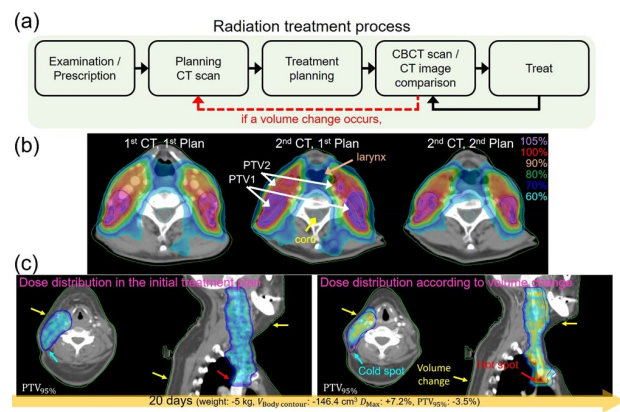 (a)
Radiation treatment process
Examination /
Prescription
Planning
CT scan
Treatment
planning
CBCT scan /
CT image
comparison
Treat
if a volume change occurs,
(b)
1st CT, 1st Plan
2nd CT, 1st Plan
2nd CT, 2nd Plan
PTV2
PTV1
larynx
cord
105%
100%
90%
80%
70%
60%
(c)
Dose distribution in the initial treatment plan
Dose distribution according to volume change
Cold spot
PTV95%
Cold spot
PTV95%
Volume
change
Hot spot
20 days (weight: -5 kg, VBody contour: -146.4 cm3 DMax: +7.2%, PTV95%: -3.5%)